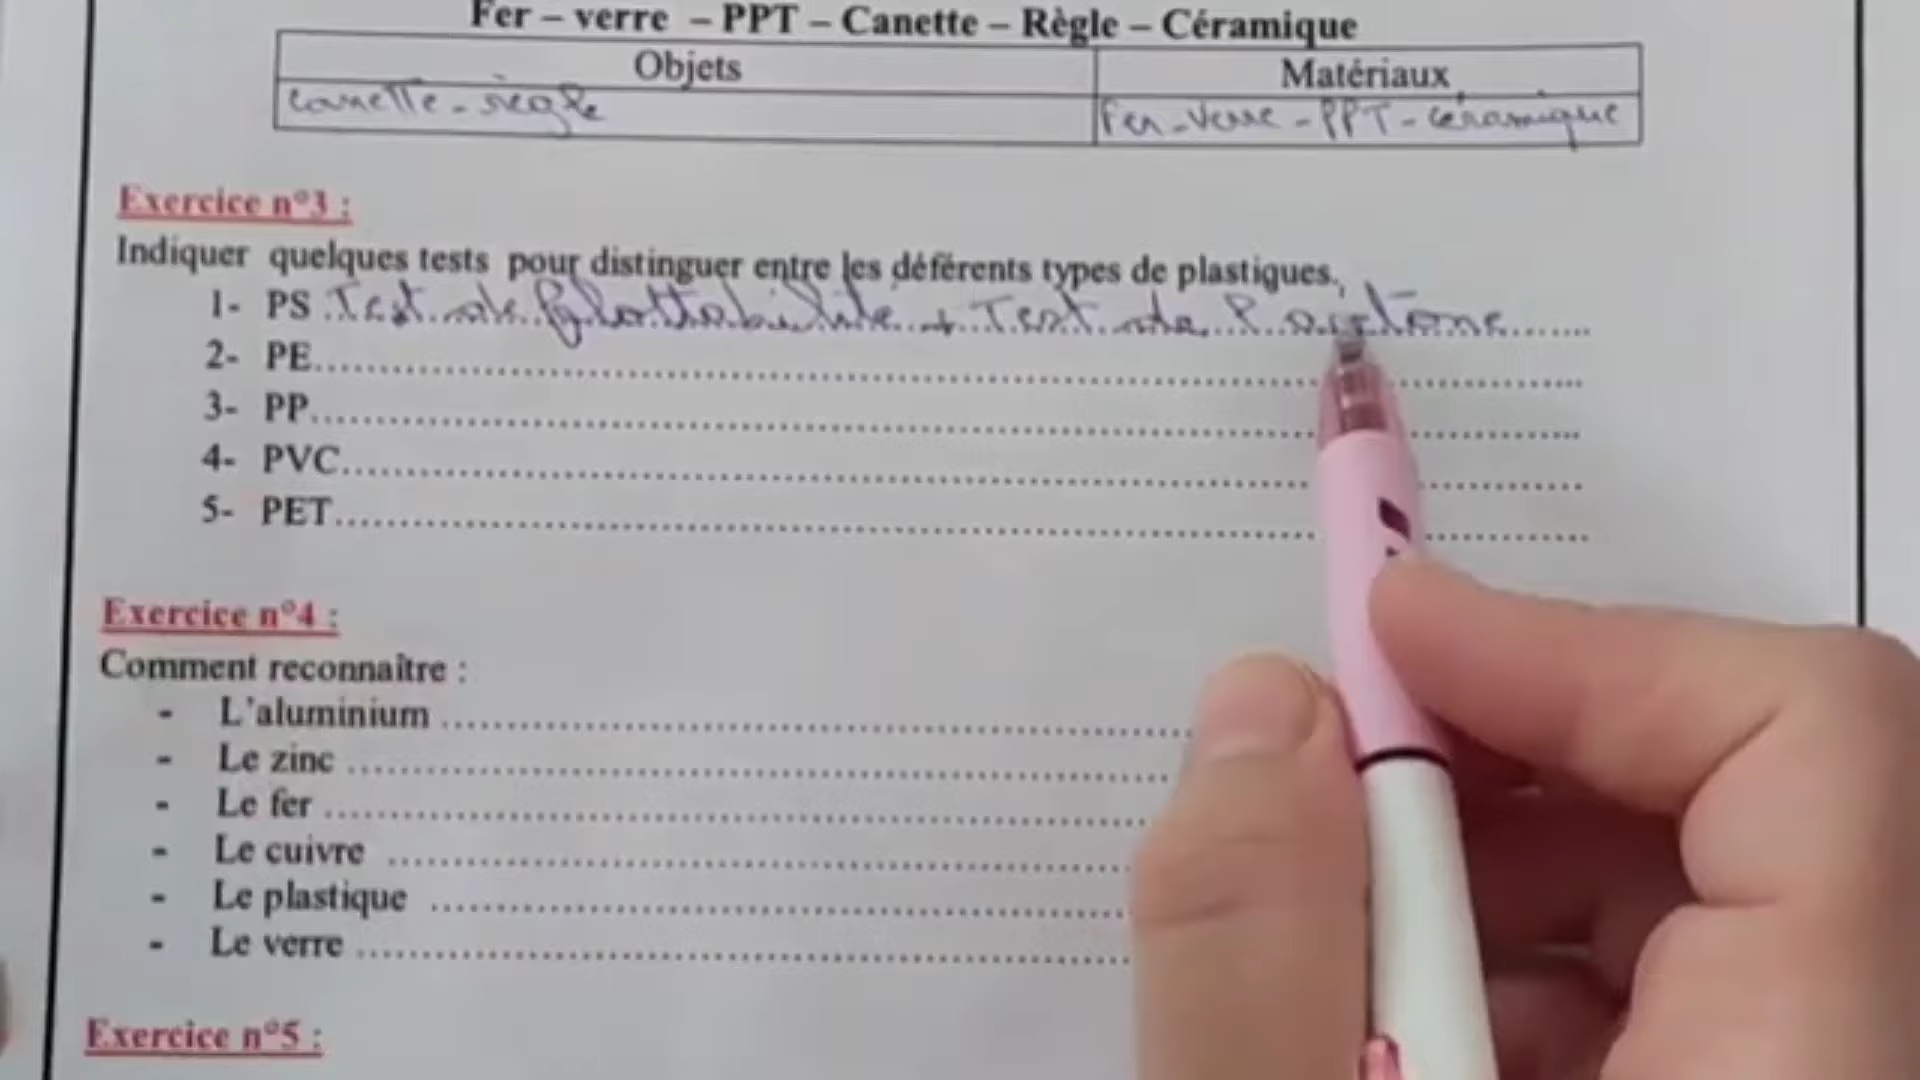 Fer – verre – PPT – Canette – Règle – Céramique
Objets Matériaux
canette - règle Fer - Verre - PPT - céramique
Exercice n°3 :
Indiquer quelques tests pour distinguer entre les déférents types de plastiques.
1- PS Test de flottabilité + Test de l'acétone
2- PE
3- PP
4- PVC
5- PET
Exercice n°4 :
Comment reconnaître :
- L'aluminium
- Le zinc
- Le fer
- Le cuivre
- Le plastique
- Le verre
Exercice n°5 :